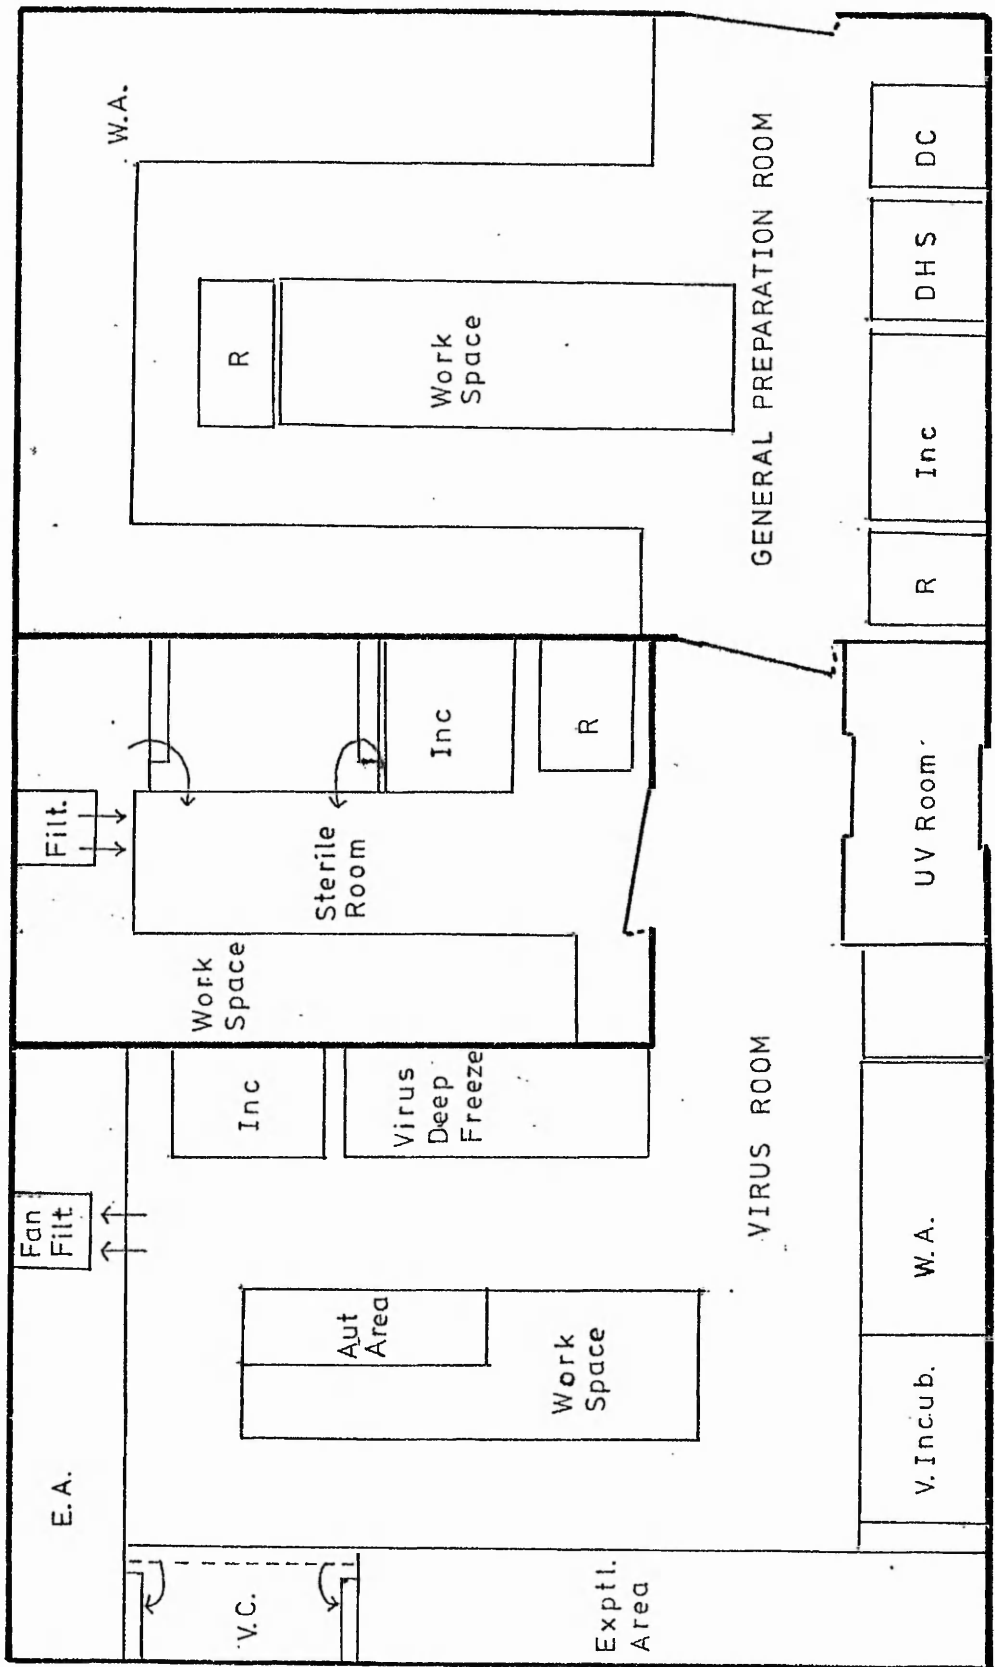 E.A.
Fan
Filt.
Work
Space
Filt.
W.A.
V.C.
Inc
Virus
Deep
Freeze
Aut
Area
Work
Space
Sterile
Room
Inc
R
R
Work
Space
Exptl.
Area
VIRUS ROOM
GENERAL PREPARATION ROOM
V. Incub.
W.A.
UV Room
R
Inc
DHS
DC